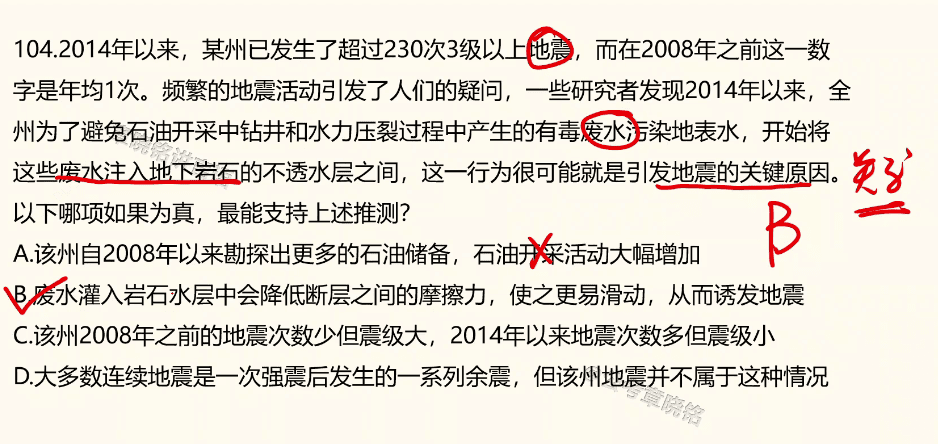 104.2014年以来，某州已发生了超过230次3级以上地震，而在2008年之前这一数
字是年均1次。频繁的地震活动引发了人们的疑问，一些研究者发现2014年以来，全
州为了避免石油开采中钻井和水力压裂过程中产生的有毒废水污染地表水，开始将
这些废水注入地下岩石的不透水层之间，这一行为很可能就是引发地震的关键原因。
以下哪项如果为真，最能支持上述推测？
B
A.该州自2008年以来勘探出更多的石油储备，石油开采活动大幅增加
B.废水灌入岩石水层中会降低断层之间的摩擦力，使之更易滑动，从而诱发地震
C.该州2008年之前的地震次数少但震级大，2014年以来地震次数多但震级小
D.大多数连续地震是一次强震后发生的一系列余震，但该州地震并不属于这种情况